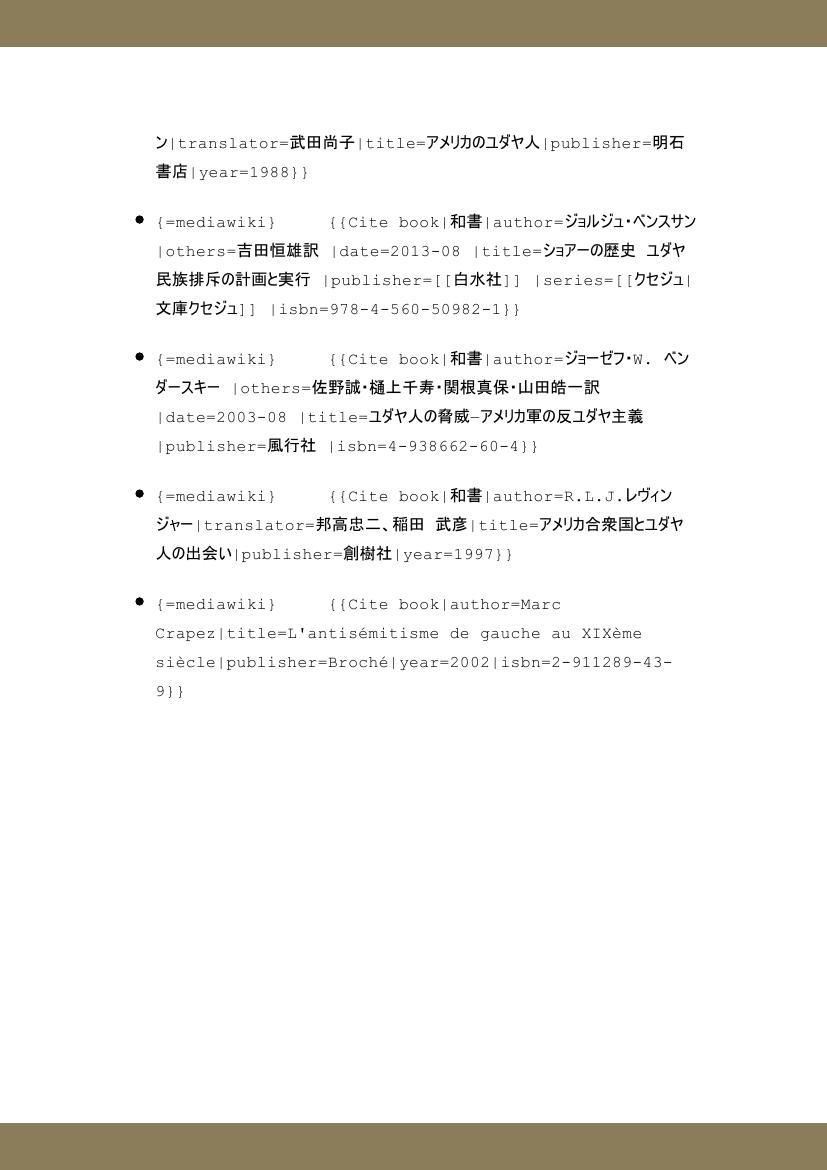 ン|translator=武田尚子|title=アメリカのユダヤ人|publisher=明石
書店|year=1988}}
• {=mediawiki} {{Cite book|和書|author=ジョルジュ・ベンスサン
|others=吉田恒雄訳 |date=2013-08 |title=ショアーの歴史 ユダヤ
民族排斥の計画と実行 |publisher=[[白水社]] |series=[[クセジュ|
文庫クセジュ]] |isbn=978-4-560-50982-1}}
• {=mediawiki} {{Cite book|和書|author=ジョーゼフ・W. ベン
ダースキー |others=佐野誠・樋上千寿・関根真保・山田皓一訳
|date=2003-08 |title=ユダヤ人の脅威―アメリカ軍の反ユダヤ主義
|publisher=風行社 |isbn=4-938662-60-4}}
• {=mediawiki} {{Cite book|和書|author=R.L.J.レヴィン
ジャー|translator=邦高忠二、稲田 武彦|title=アメリカ合衆国とユダヤ
人の出会い|publisher=創樹社|year=1997}}
• {=mediawiki} {{Cite book|author=Marc
Crapez|title=L'antisémitisme de gauche au XIXème
siècle|publisher=Broché|year=2002|isbn=2-911289-43-
9}}